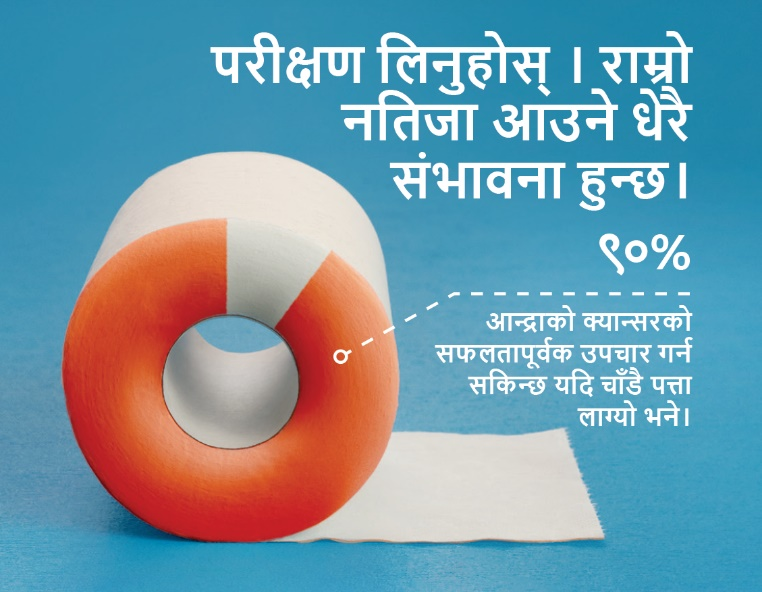 परीक्षण लिनुहोस् । राम्रो
नतिजा आउने धेरै
संभावना हुन्छ।
९०%
आन्द्राको क्यान्सरको
सफलतापूर्वक उपचार गर्न
सकिन्छ यदि चाँडै पत्ता
लाग्यो भने।